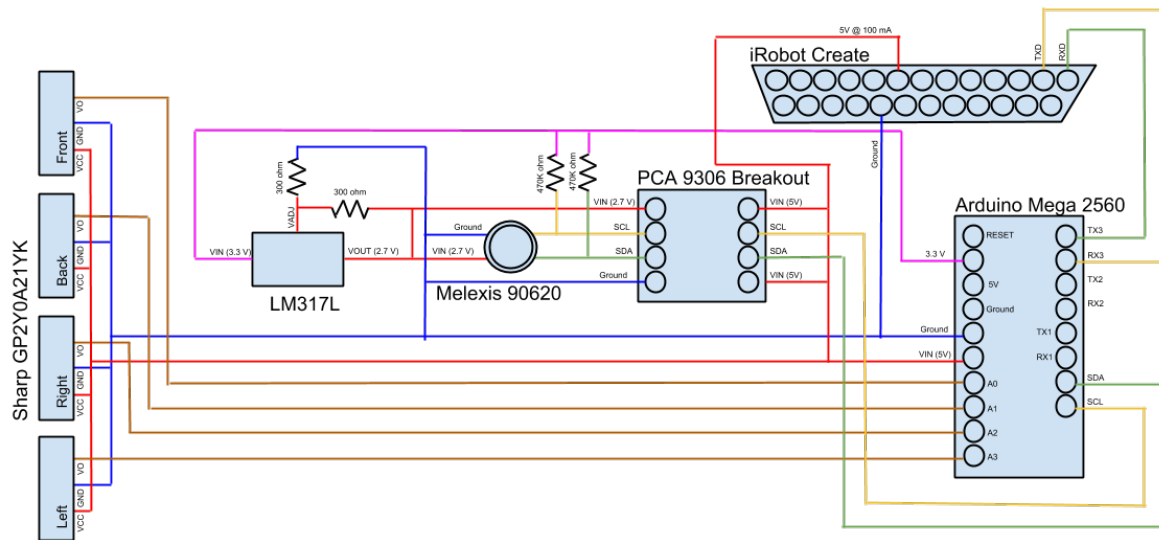 5V @ 100 mA
TXD
RXD
iRobot Create
Ground
Sharp GP2Y0A21YK
Front
VO
GND
VCC
Back
VO
GND
VCC
Right
VO
GND
VCC
Left
VO
GND
VCC
300 ohm
300 ohm
VADJ
VIN (3.3 V)
VOUT (2.7 V)
LM317L
470K ohm
470K ohm
Ground
VIN (2.7 V)
Melexis 90620
PCA 9306 Breakout
VIN (2.7 V)
SCL
SDA
Ground
VIN (5V)
SCL
SDA
VIN (5V)
Arduino Mega 2560
3.3 V
Ground
VIN (5V)
RESET
5V
Ground
A0
A1
A2
A3
TX3
RX3
TX2
RX2
TX1
RX1
SDA
SCL